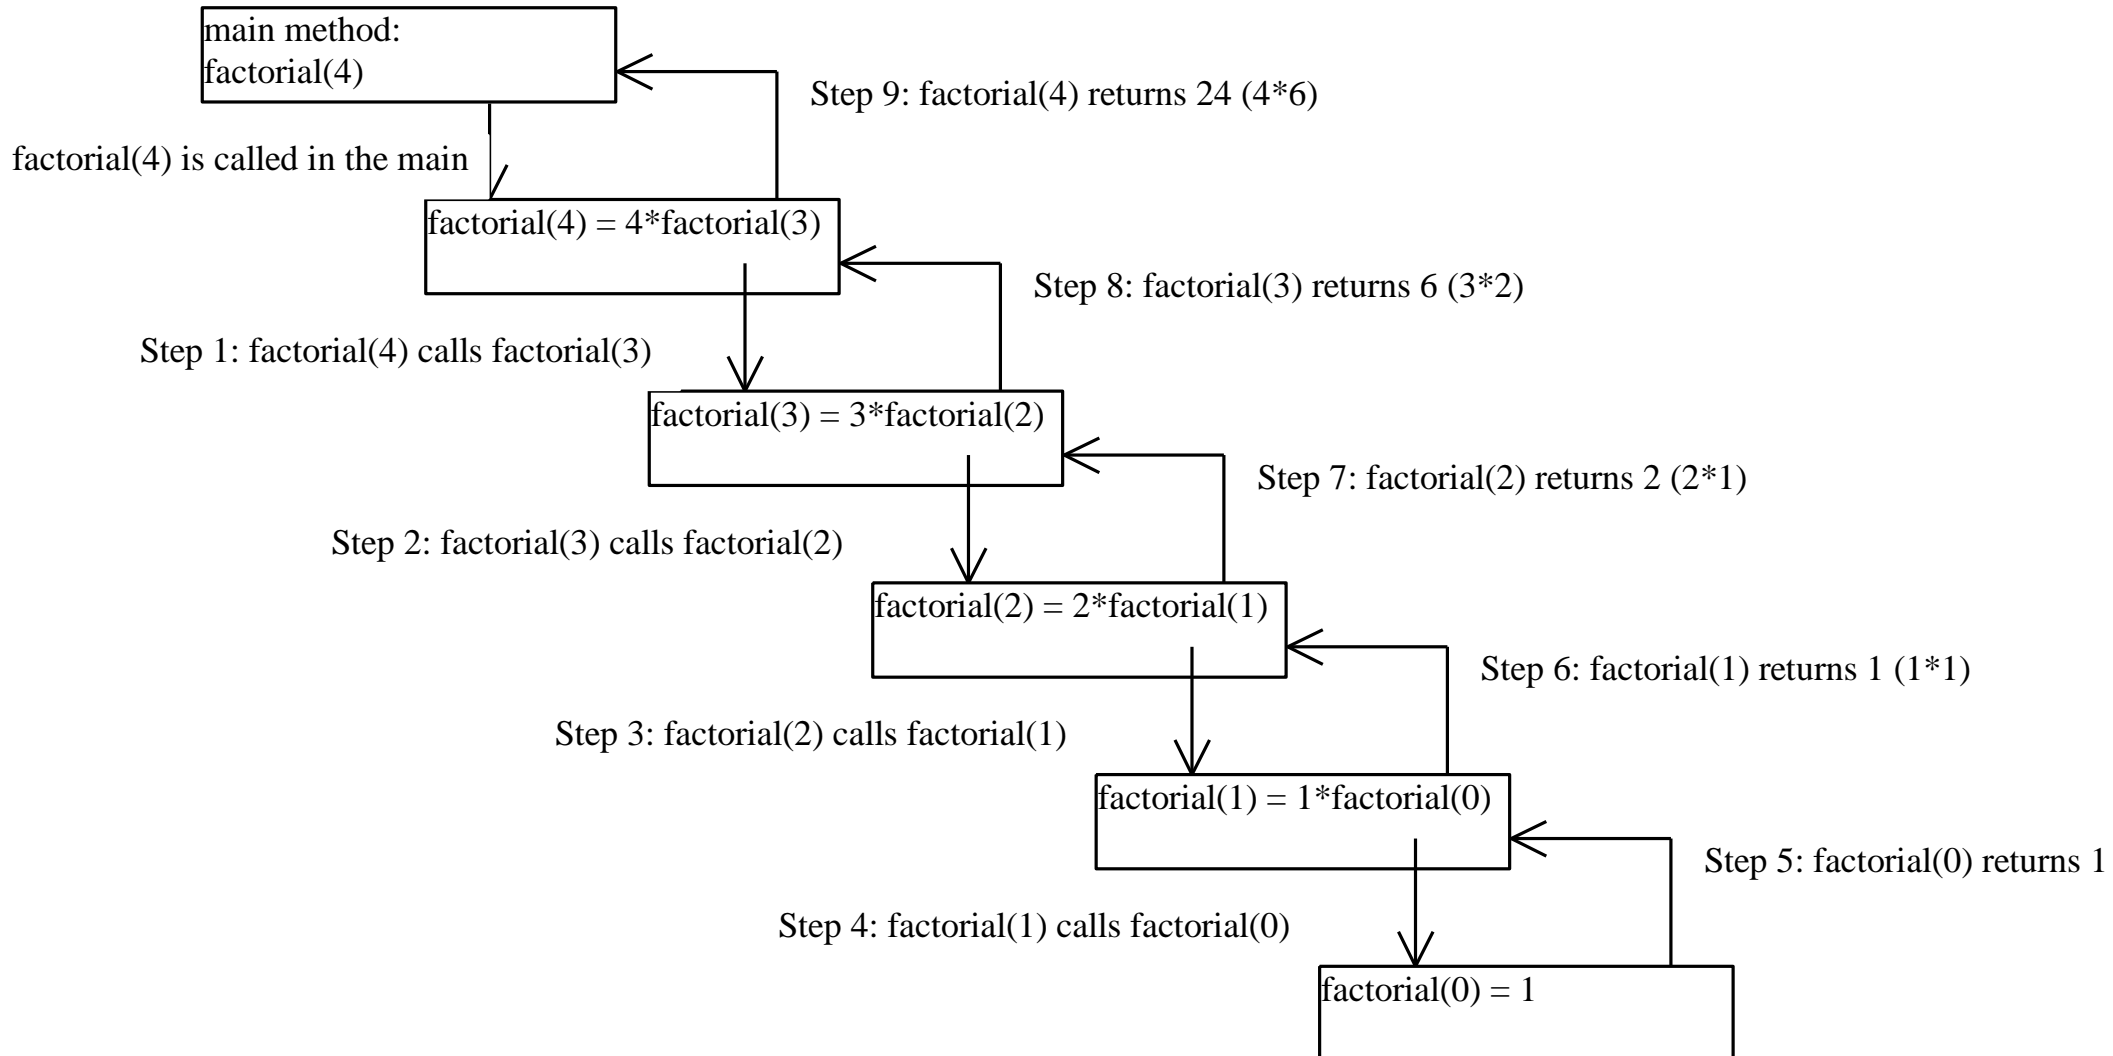 main method:
factorial(4)
Step 9: factorial(4) returns 24 (4*6)
factorial(4) is called in the main
factorial(4) = 4*factorial(3)
Step 8: factorial(3) returns 6 (3*2)
Step 1: factorial(4) calls factorial(3)
factorial(3) = 3*factorial(2)
Step 7: factorial(2) returns 2 (2*1)
Step 2: factorial(3) calls factorial(2)
factorial(2) = 2*factorial(1)
Step 6: factorial(1) returns 1 (1*1)
Step 3: factorial(2) calls factorial(1)
factorial(1) = 1*factorial(0)
Step 5: factorial(0) returns 1
Step 4: factorial(1) calls factorial(0)
factorial(0) = 1